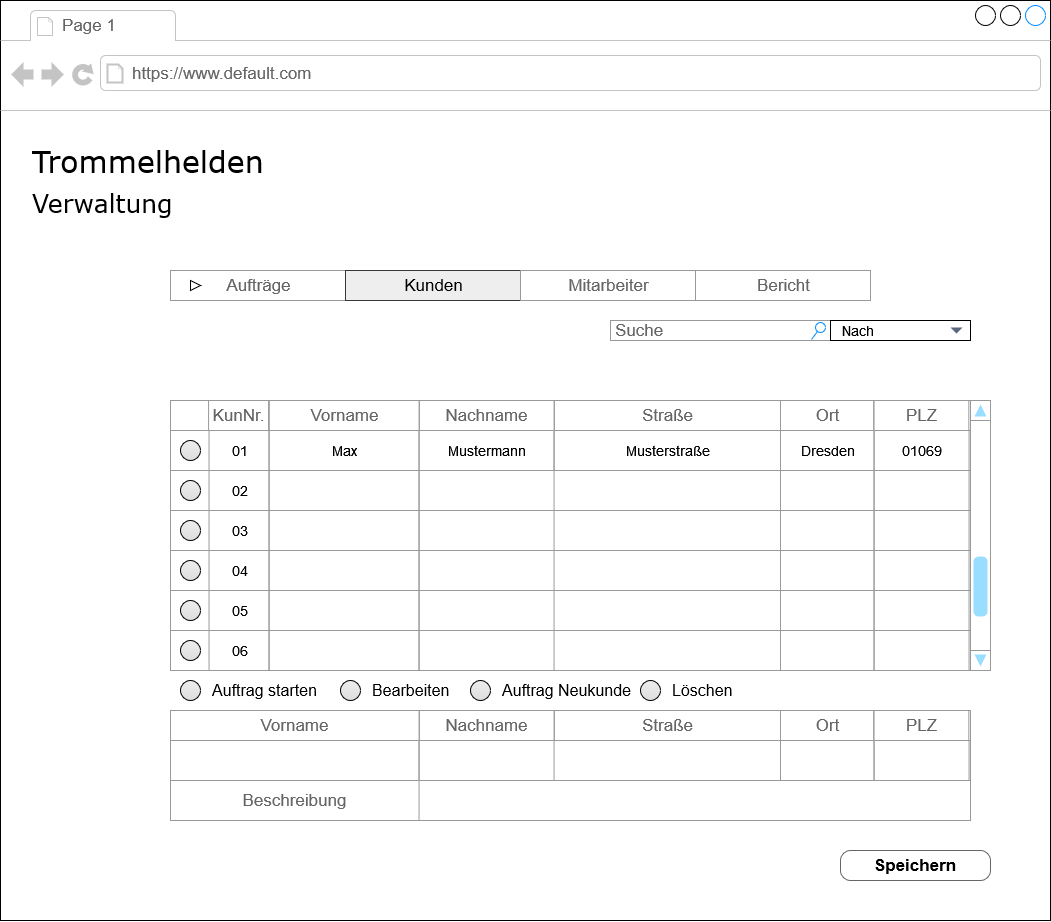 Page 1
https://www.default.com
Trommelhelden
Verwaltung
Aufträge Kunden Mitarbeiter Bericht
Suche Nach
KunNr. Vorname Nachname Straße Ort PLZ
01 Max Mustermann Musterstraße Dresden 01069
02
03
04
05
06
Auftrag starten Bearbeiten Auftrag Neukunde Löschen
Vorname Nachname Straße Ort PLZ
Beschreibung
Speichern